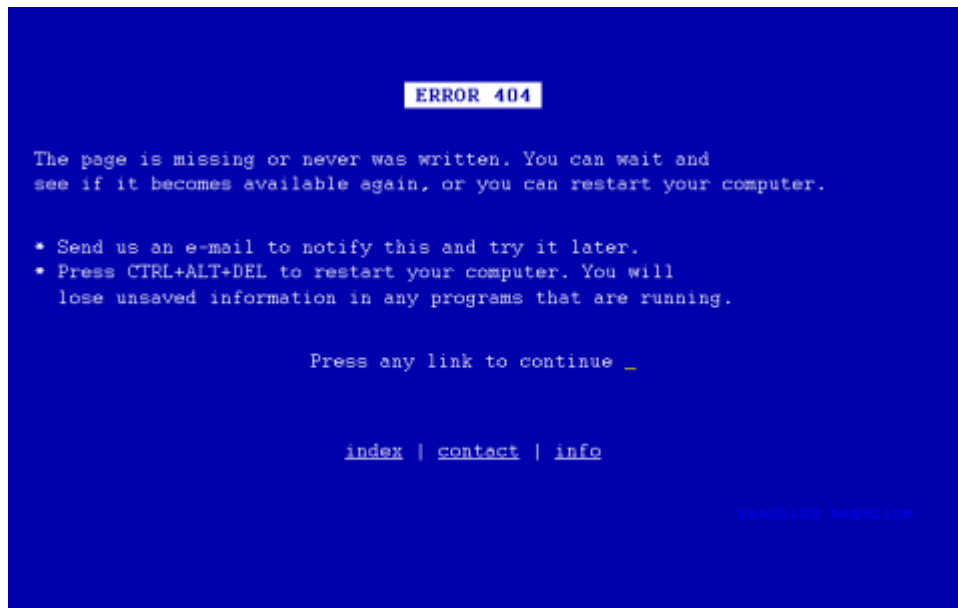 ERROR 404
The page is missing or never was written. You can wait and
see if it becomes available again, or you can restart your computer.
* Send us an e-mail to notify this and try it later.
* Press CTRL+ALT+DEL to restart your computer. You will
lose unsaved information in any programs that are running.
Press any link to continue _
index | contact | info
smashing magazine